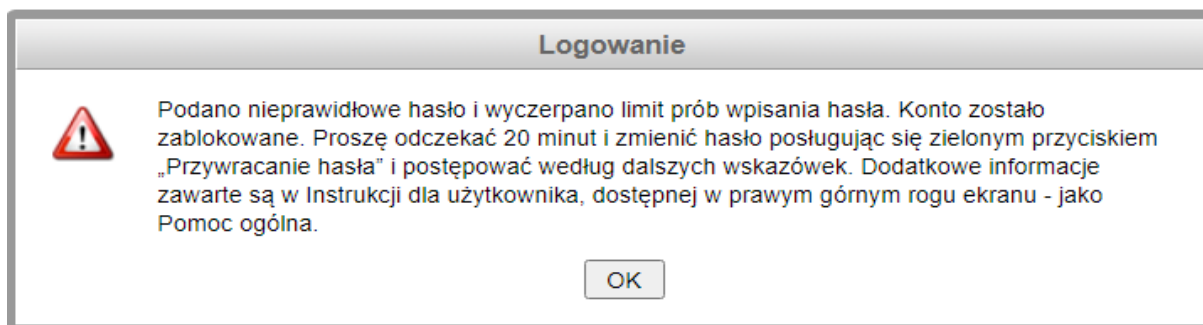 Logowanie
Podano nieprawidłowe hasło i wyczerpano limit prób wpisania hasła. Konto zostało
zablokowane. Proszę odczekać 20 minut i zmienić hasło posługując się zielonym przyciskiem
„Przywracanie hasła” i postępować według dalszych wskazówek. Dodatkowe informacje
zawarte są w Instrukcji dla użytkownika, dostępnej w prawym górnym rogu ekranu - jako
Pomoc ogólna.
OK